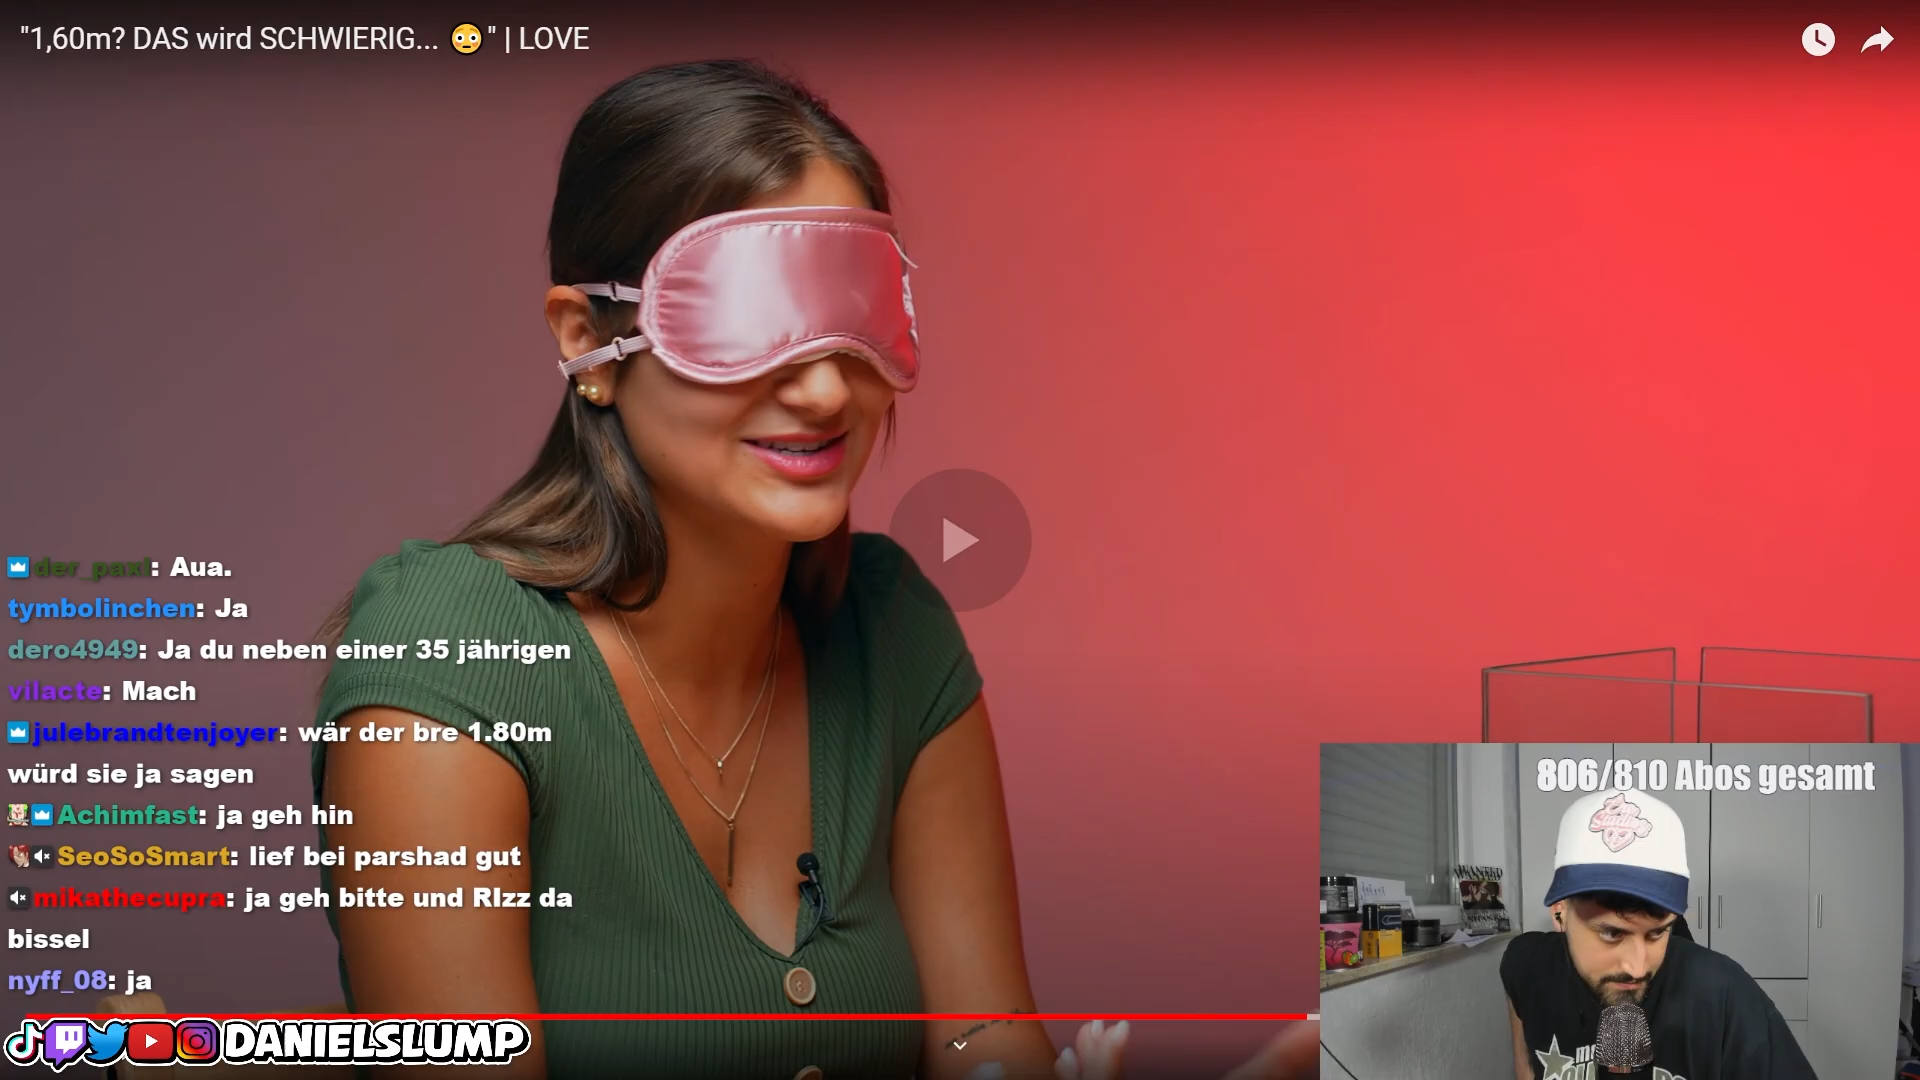 "1,60m? DAS wird SCHWIERIG... 😳" | LOVE
der_paxl: Aua.
tymbolinchen: Ja
dero4949: Ja du neben einer 35 jährigen
vilacte: Mach
julebrandtenjoyer: wär der bre 1.80m
würd sie ja sagen
Achimfast: ja geh hin
SeoSoSmart: lief bei parshad gut
mikathecupra: ja geh bitte und RIzz da
bissel
nyff_08: ja
DANIELSLUMP
806/810 Abos gesamt
WANTED